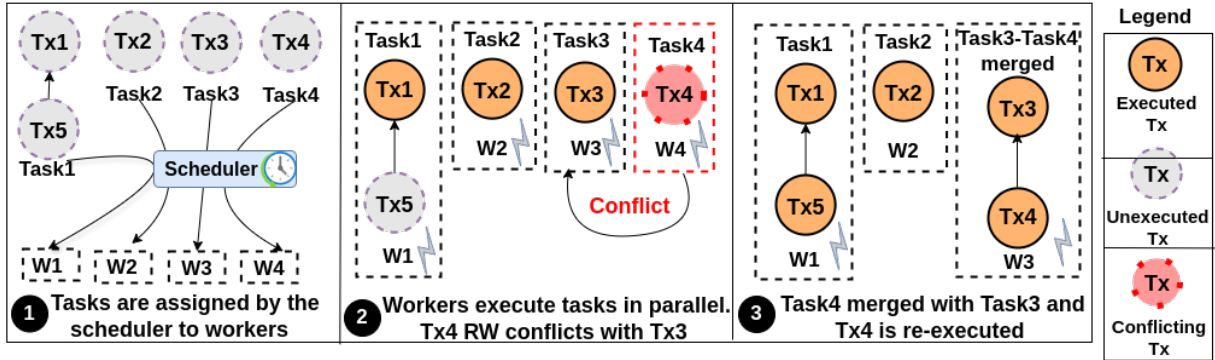 Tx1
Tx2
Tx3
Tx4
Tx5
Task1
Task2
Task3
Task4
Scheduler
W1
W2
W3
W4
1 Tasks are assigned by the
scheduler to workers
Task1
Task2
Task3
Task4
Tx1
Tx2
Tx3
Tx4
W2
W3
W4
Tx5
Conflict
W1
2 Workers execute tasks in parallel.
Tx4 RW conflicts with Tx3
Task1
Task2
Task3-Task4
merged
Tx1
Tx2
Tx3
W2
Tx5
Tx4
W1
W3
3 Task4 merged with Task3 and
Tx4 is re-executed
Legend
Tx
Executed
Tx
Tx
Unexecuted
Tx
Tx
Conflicting
Tx